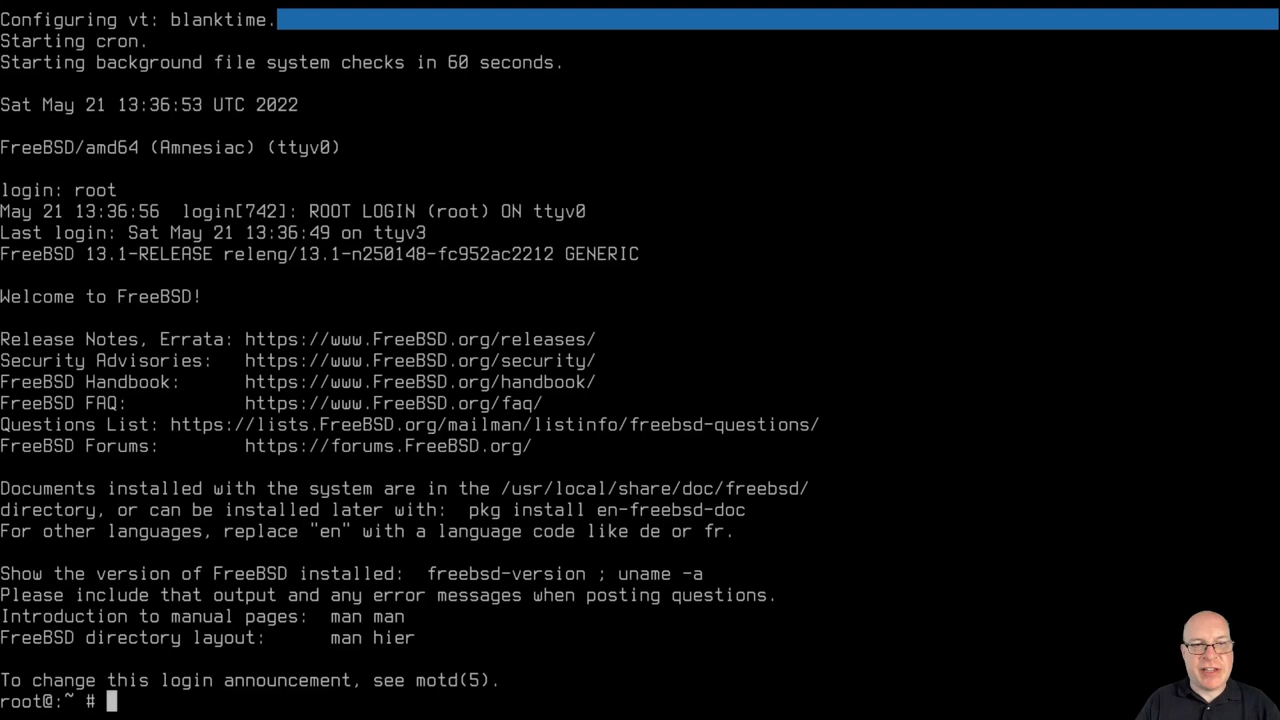 Configuring vt: blanktime.
Starting cron.
Starting background file system checks in 60 seconds.
Sat May 21 13:36:53 UTC 2022
FreeBSD/amd64 (Amnesiac) (ttyv0)
login: root
May 21 13:36:56  login[742]: ROOT LOGIN (root) ON ttyv0
Last login: Sat May 21 13:36:49 on ttyv3
FreeBSD 13.1-RELEASE releng/13.1-n250148-fc952ac2212 GENERIC
Welcome to FreeBSD!
Release Notes, Errata: https://www.FreeBSD.org/releases/
Security Advisories:   https://www.FreeBSD.org/security/
FreeBSD Handbook:      https://www.FreeBSD.org/handbook/
FreeBSD FAQ:           https://www.FreeBSD.org/faq/
Questions List: https://lists.FreeBSD.org/mailman/listinfo/freebsd-questions/
FreeBSD Forums:        https://forums.FreeBSD.org/
Documents installed with the system are in the /usr/local/share/doc/freebsd/
directory, or can be installed later with:  pkg install en-freebsd-doc
For other languages, replace "en" with a language code like de or fr.
Show the version of FreeBSD installed:  freebsd-version ; uname -a
Please include that output and any error messages when posting questions.
Introduction to manual pages:  man man
FreeBSD directory layout:      man hier
To change this login announcement, see motd(5).
root@:~ #